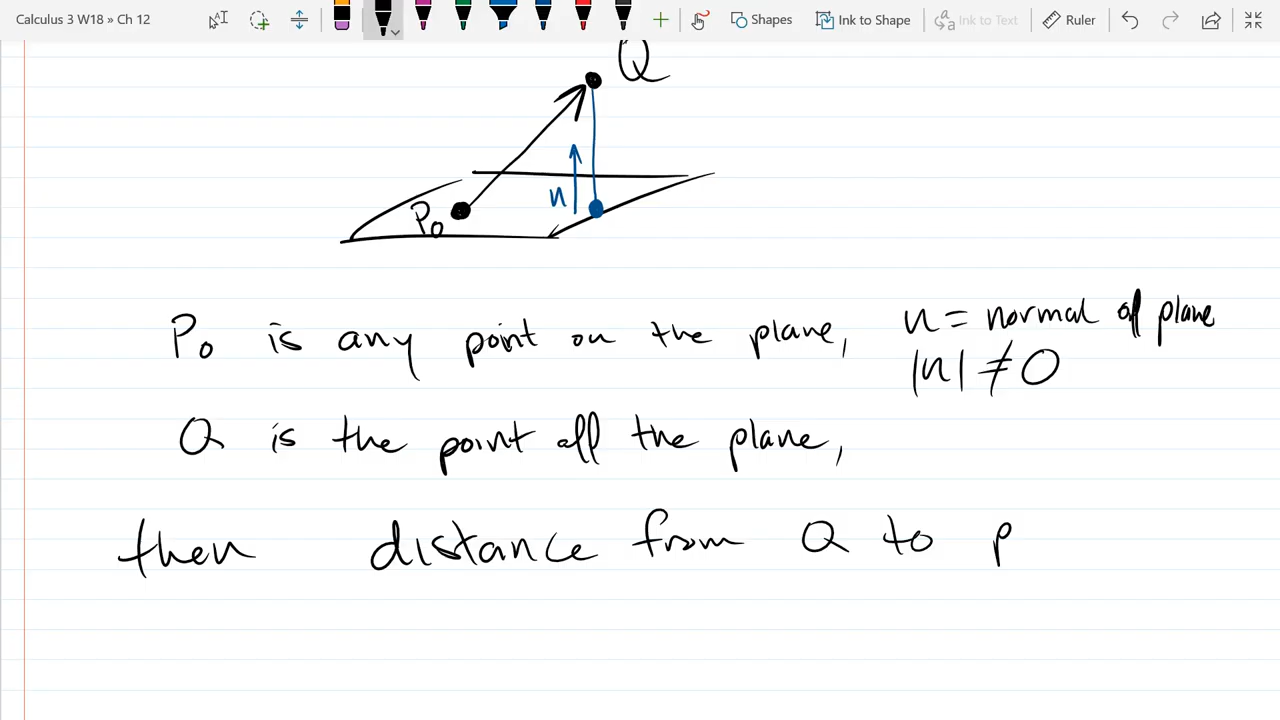 Calculus 3 W18 » Ch 12
Shapes
Ink to Shape
Ink to Text
Ruler
Q
n
P₀
P₀ is any point on the plane, n = normal of plane
|n| ≠ 0
Q is the point off the plane,
then distance from Q to p